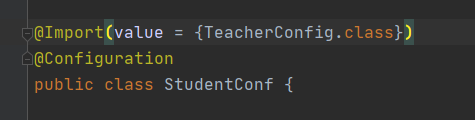 @Import(value = {TeacherConfig.class})
@Configuration
public class StudentConf {